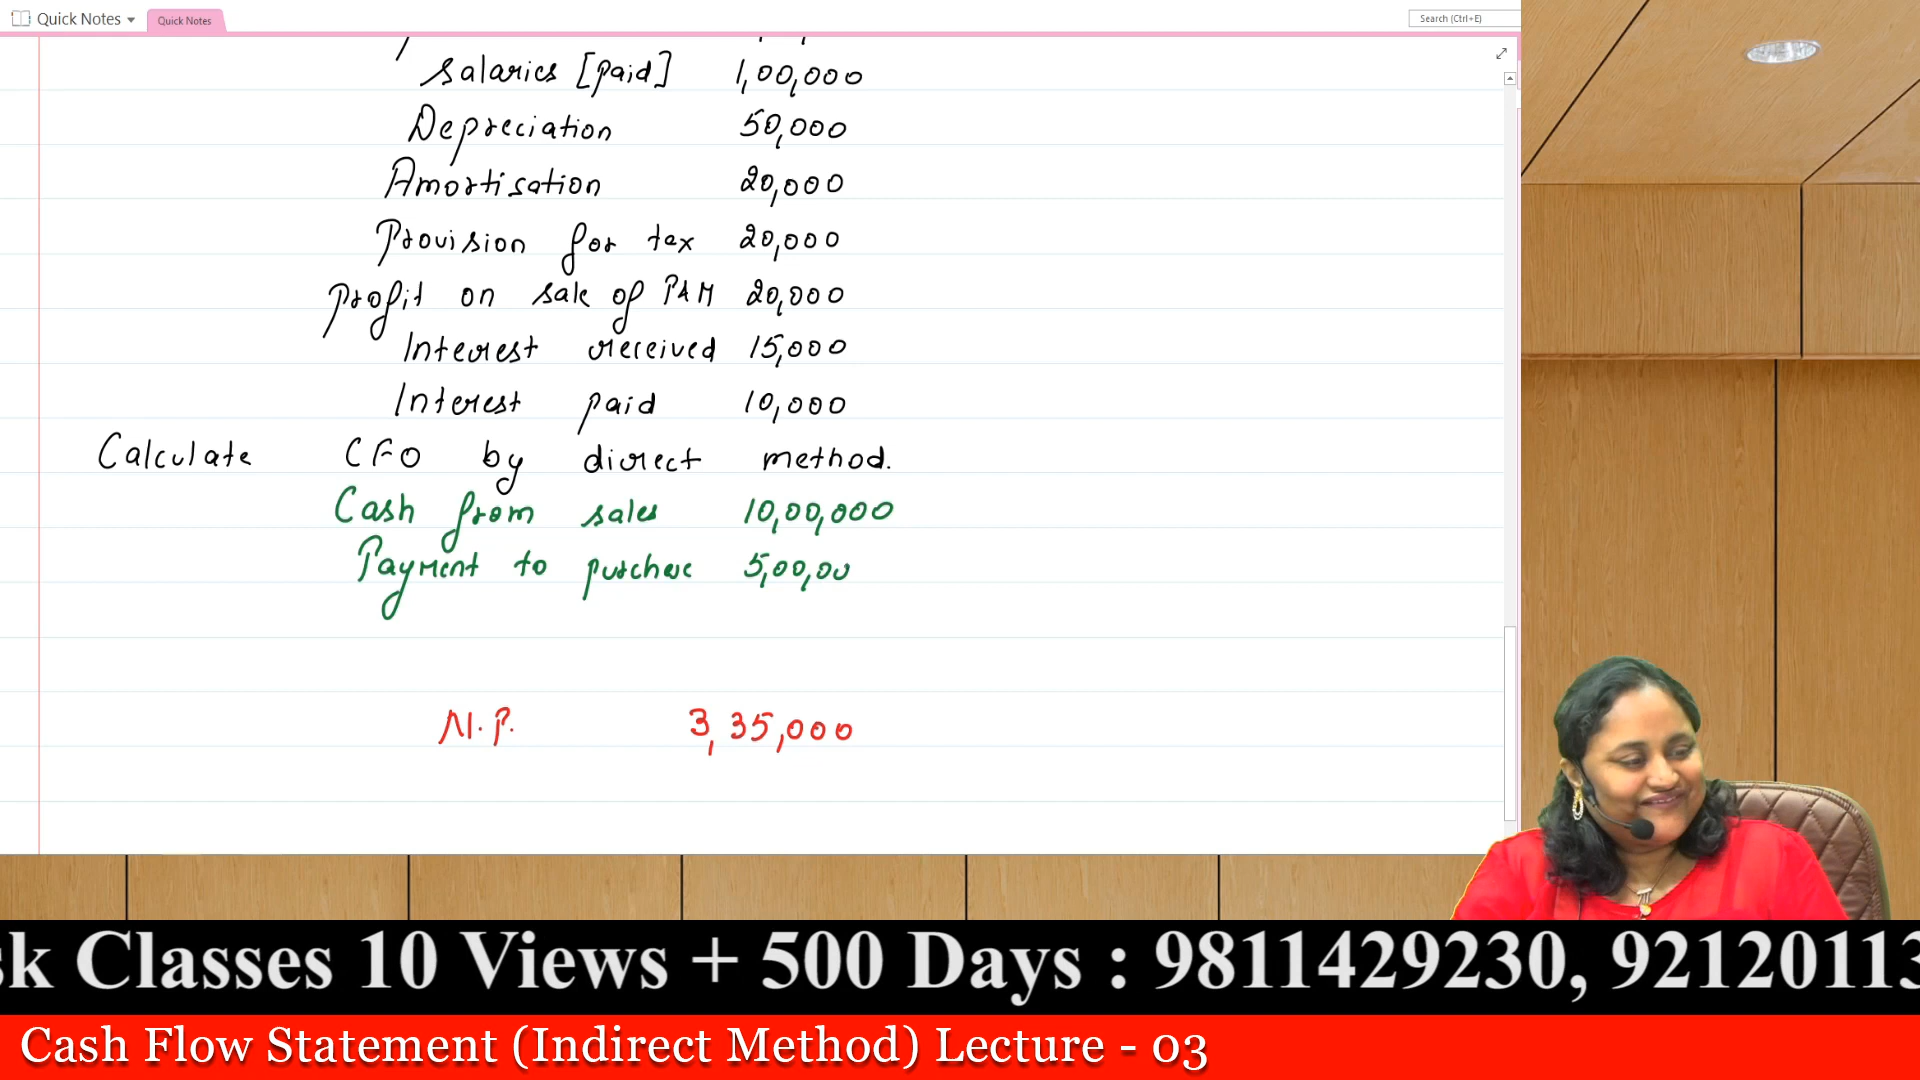 Quick Notes
Quick Notes
Search (Ctrl+E)
Salaries [paid] 1,00,000
Depreciation 50,000
Amortisation 20,000
Provision for tax 20,000
Profit on sale of P&M 20,000
Interest received 15,000
Interest paid 10,000
Calculate CFO by direct method.
Cash from sales 10,00,000
Payment to purchase 5,00,00
N.P. 3,35,000
sk Classes 10 Views + 500 Days : 9811429230, 92120113
Cash Flow Statement (Indirect Method) Lecture - 03